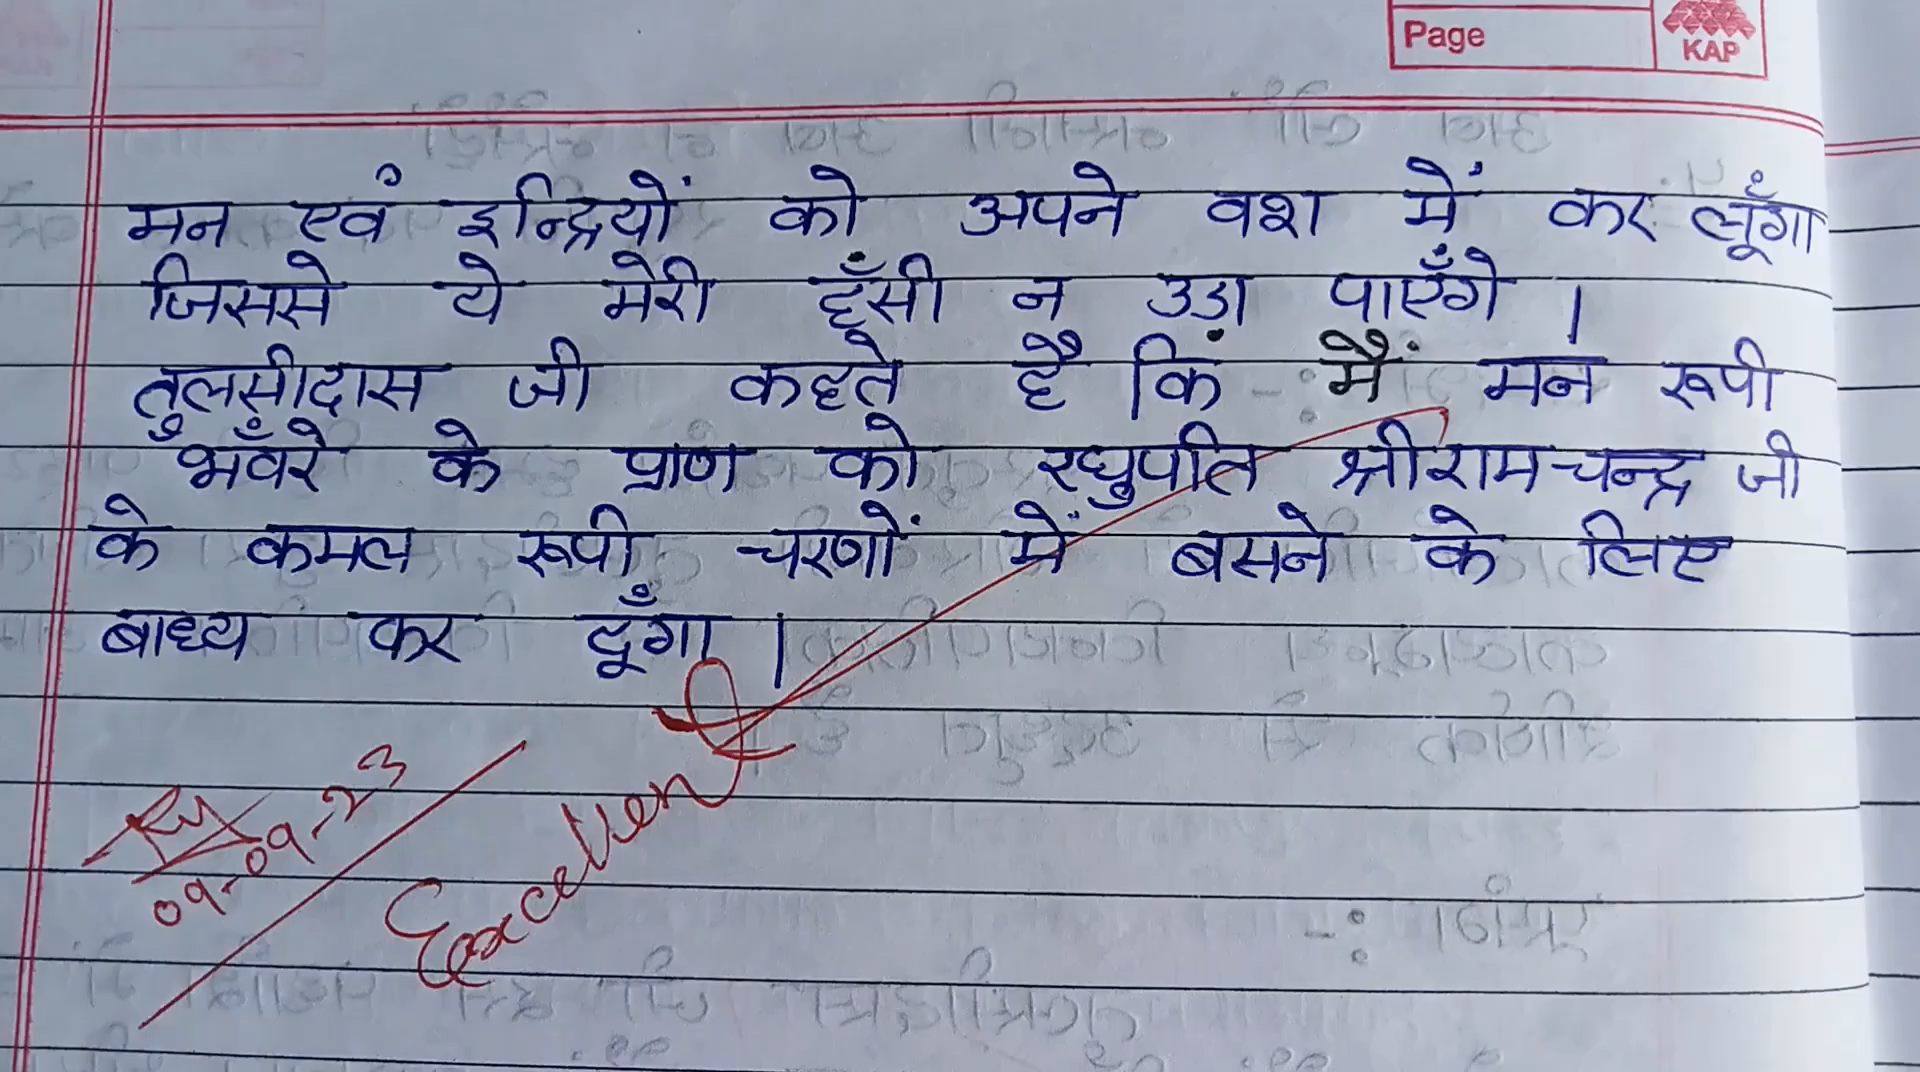 Page
KAP
मन एवं इन्द्रियों को अपने वश में कर लूँगा
जिससे ये मेरी हँसी न उड़ा पाएँगे ।
तुलसीदास जी कहते है कि मैं मन रूपी
भँवरे के प्राण को रघुपति श्रीरामचन्द्र जी
के कमल रूपी चरणों में बसने के लिए
बाध्य कर दूँगा ।
09-09-23
Excellent